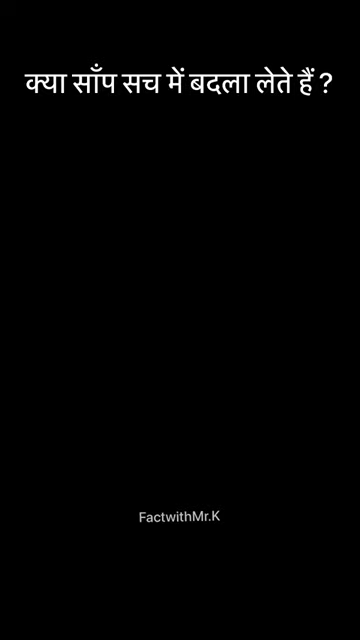 क्या साँप सच में बदला लेते हैं ?
FactwithMr.K